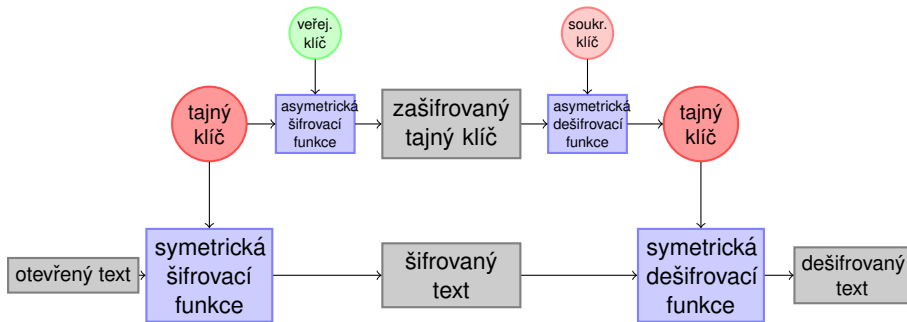 veřej.
klíč
soukr.
klíč
tajný
klíč
asymetrická
šifrovací
funkce
zašifrovaný
tajný klíč
asymetrická
dešifrovací
funkce
tajný
klíč
otevřený text
symetrická
šifrovací
funkce
šifrovaný
text
symetrická
dešifrovací
funkce
dešifrovaný
text